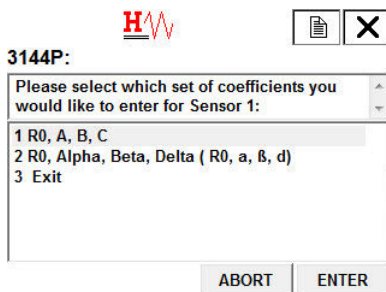 H
3144P:
Please select which set of coefficients you
would like to enter for Sensor 1:
1 R0, A, B, C
2 R0, Alpha, Beta, Delta ( R0, a, ß, d)
3 Exit
ABORT ENTER